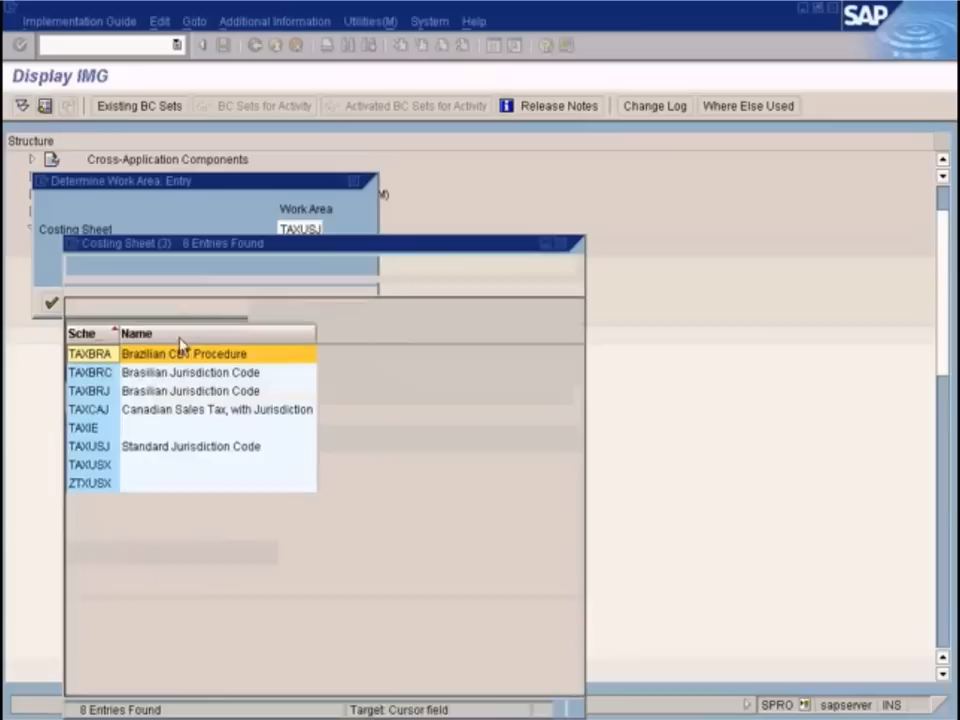 Implementation Guide Edit Goto Additional Information Utilities(M) System Help
SAP
Display IMG
Existing BC Sets BC Sets for Activity Activated BC Sets for Activity Release Notes Change Log Where Else Used
Structure
Cross-Application Components
Determine Work Area: Entry
M)
Work Area
Costing Sheet TAXUSJ
Costing Sheet (3) 8 Entries Found
Sche Name
TAXBRA Brazilian Procedure
TAXBRC Brasilian Jurisdiction Code
TAXBRJ Brasilian Jurisdiction Code
TAXCAJ Canadian Sales Tax, with Jurisdiction
TAXIE
TAXUSJ Standard Jurisdiction Code
TAXUSX
ZTXUSX
8 Entries Found Target: Cursor field
SPRO sapserver INS